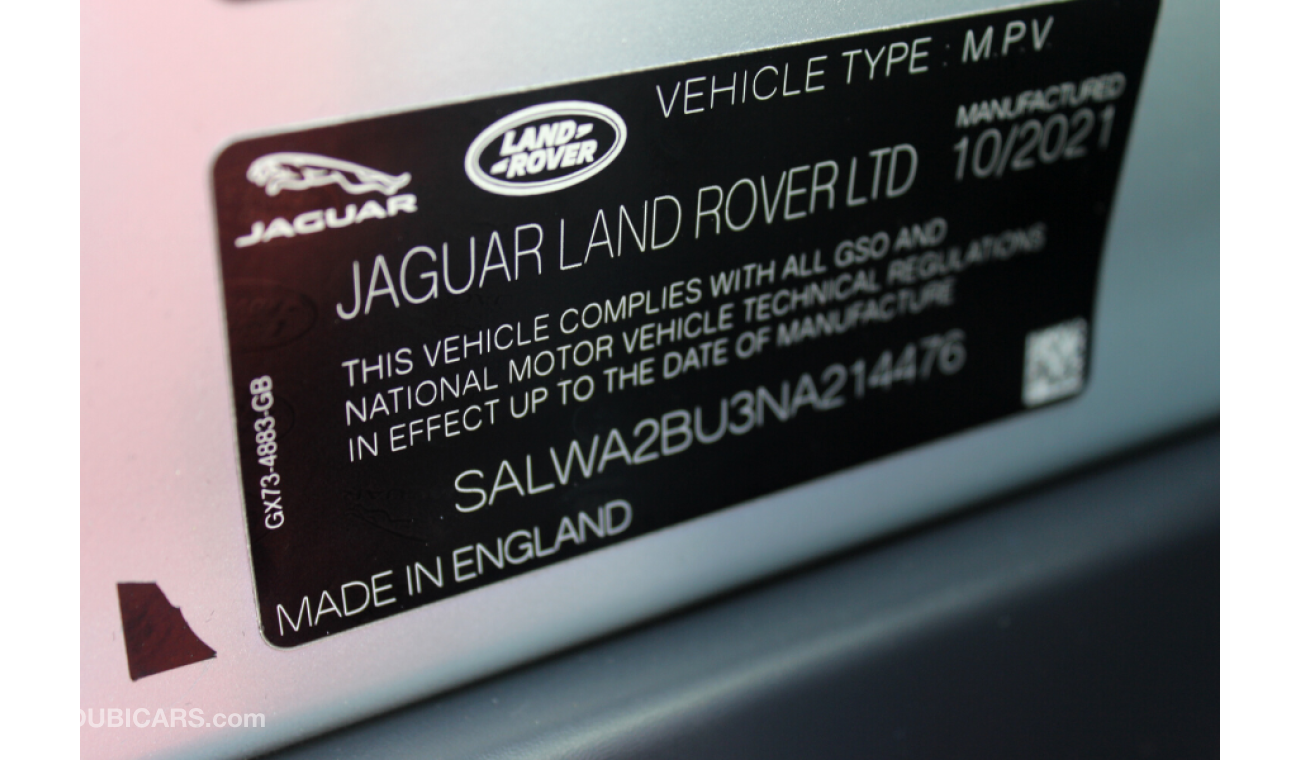 VEHICLE TYPE : M.P.V
MANUFACTURED
10/2021
LAND
ROVER
JAGUAR
JAGUAR LAND ROVER LTD
THIS VEHICLE COMPLIES WITH ALL GSO AND
NATIONAL MOTOR VEHICLE TECHNICAL REGULATIONS
IN EFFECT UP TO THE DATE OF MANUFACTURE
SALWA2BU3NA214476
MADE IN ENGLAND
GX73-4883-GB
DUBICARS.com